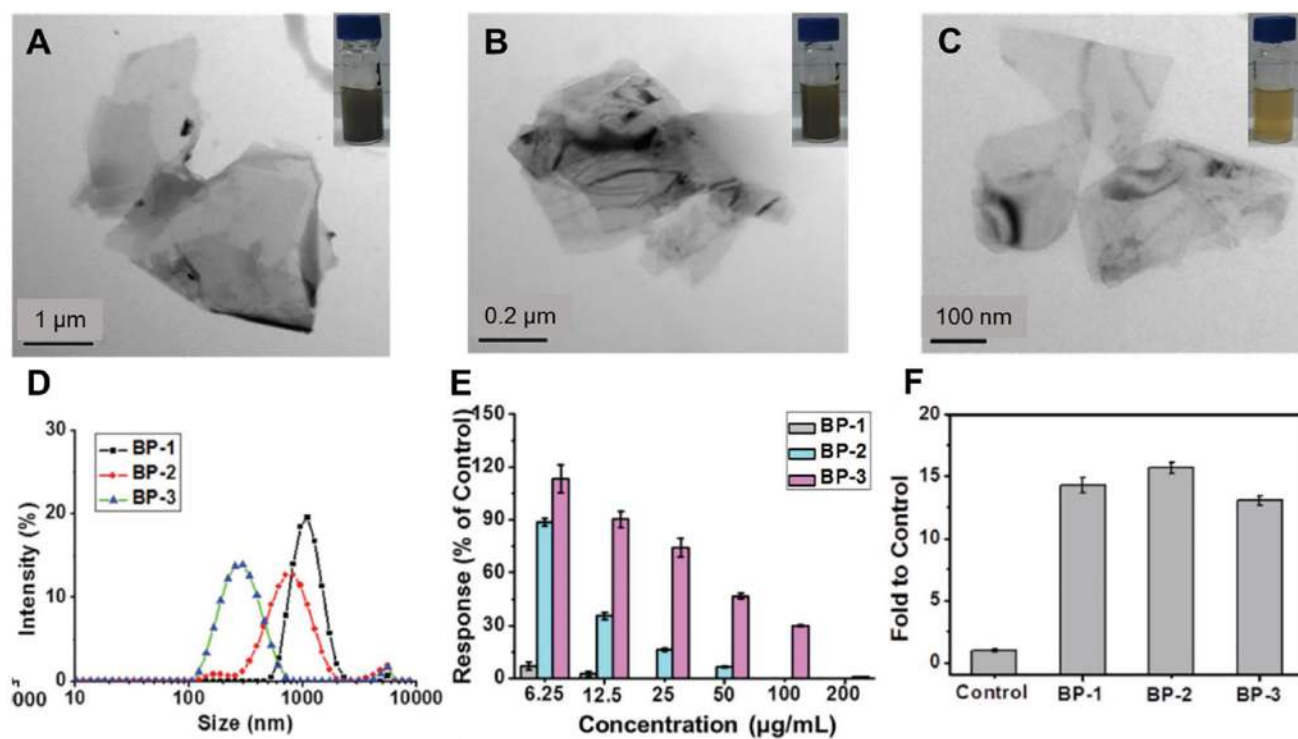 A
B
C
1 µm
0.2 µm
100 nm
D
E
F
Intensity (%)
30
20
10
0
000
BP-1
BP-2
BP-3
10 100 1000 10000
Size (nm)
Response (% of Control)
150
120
90
60
30
0
BP-1
BP-2
BP-3
6.25 12.5 25 50 100 200
Concentration (µg/mL)
Fold to Control
20
15
10
5
0
Control BP-1 BP-2 BP-3